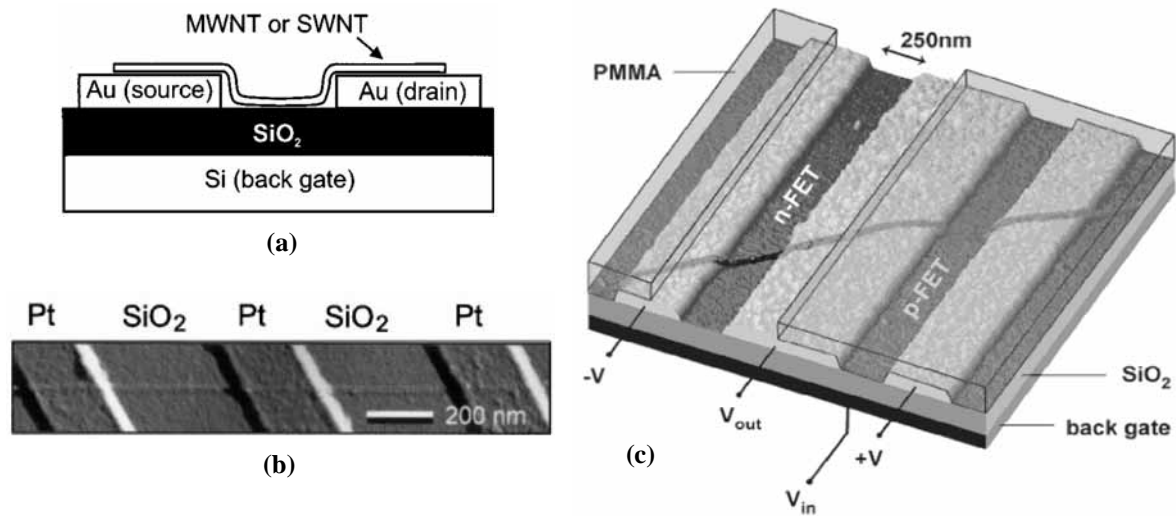 MWNT or SWNT
Au (source)
Au (drain)
SiO₂
Si (back gate)
(a)
Pt SiO₂ Pt SiO₂ Pt
200 nm
(b)
250nm
PMMA
n-FET
p-FET
-V
Vout
Vin
+V
SiO₂
back gate
(c)